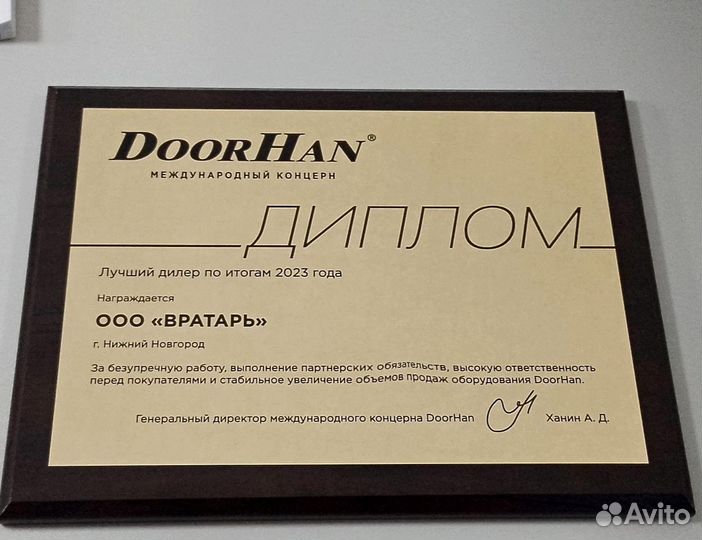 DOORHAN®
МЕЖДУНАРОДНЫЙ КОНЦЕРН
ДИПЛОМ
Лучший дилер по итогам 2023 года
Награждается
ООО «ВРАТАРЬ»
г. Нижний Новгород
За безупречную работу, выполнение партнерских обязательств, высокую ответственность
перед покупателями и стабильное увеличение объемов продаж оборудования DoorHan.
Генеральный директор международного концерна DoorHan Ханин А. Д.
Avito